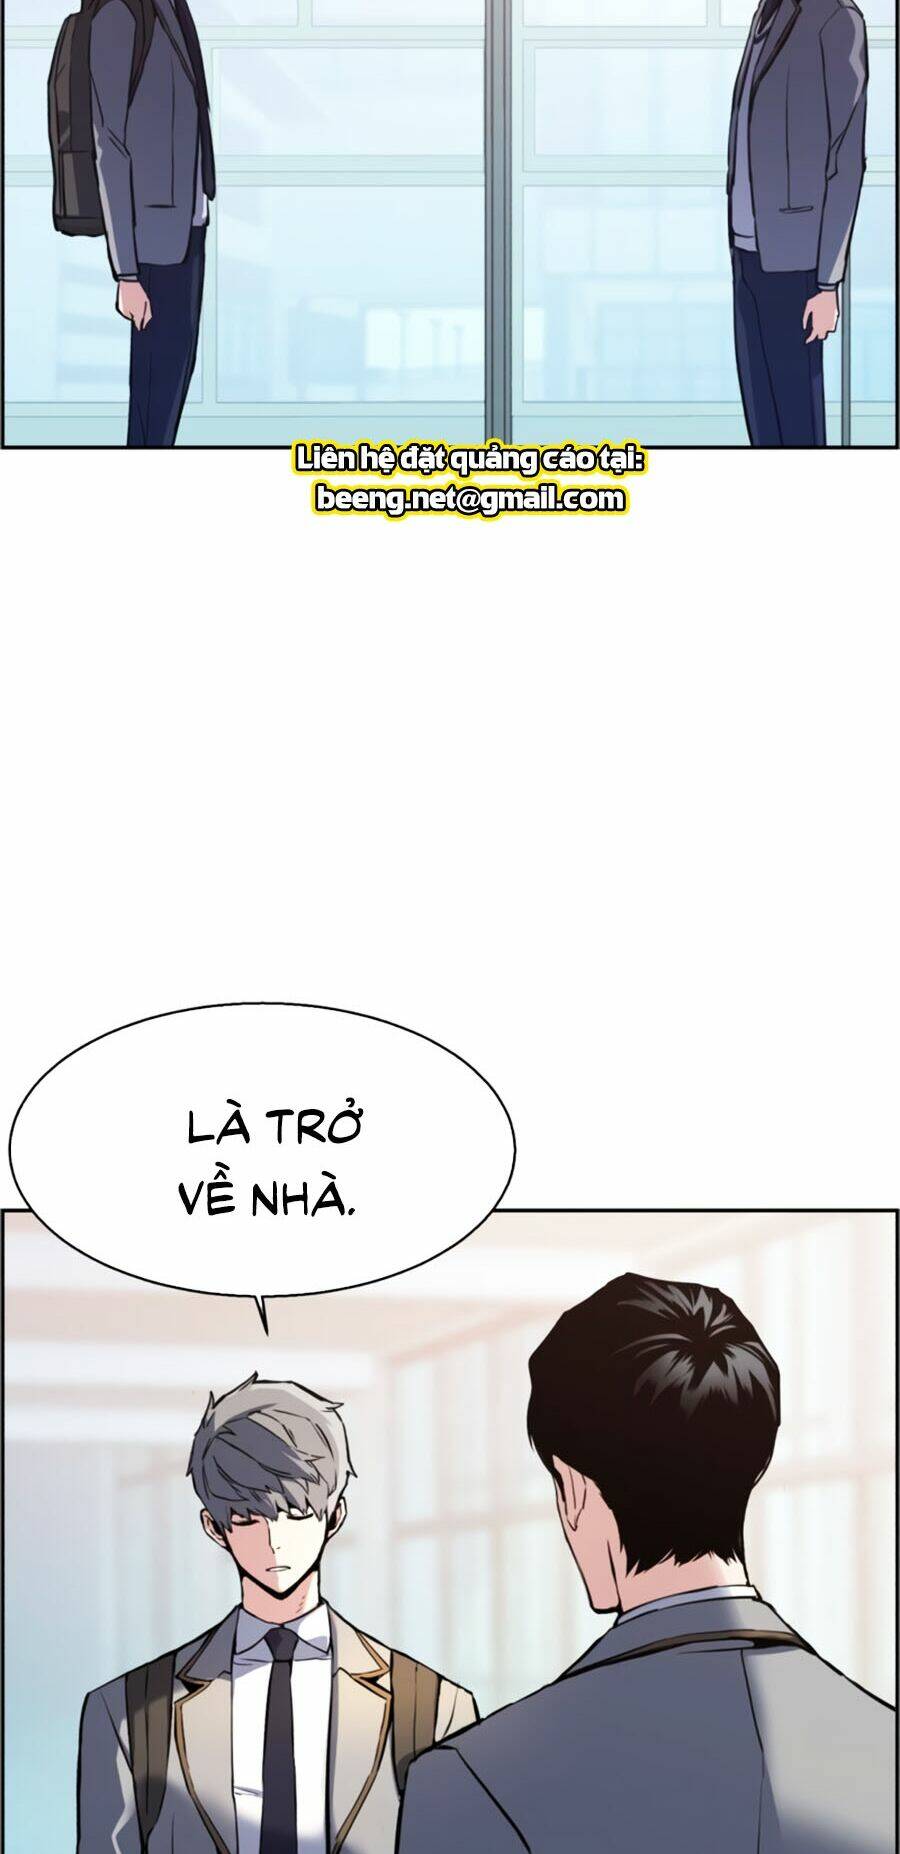 Liên hệ đặt quảng cáo tại:
beeng.net@gmail.com
LÀ TRỞ
VỀ NHÀ.